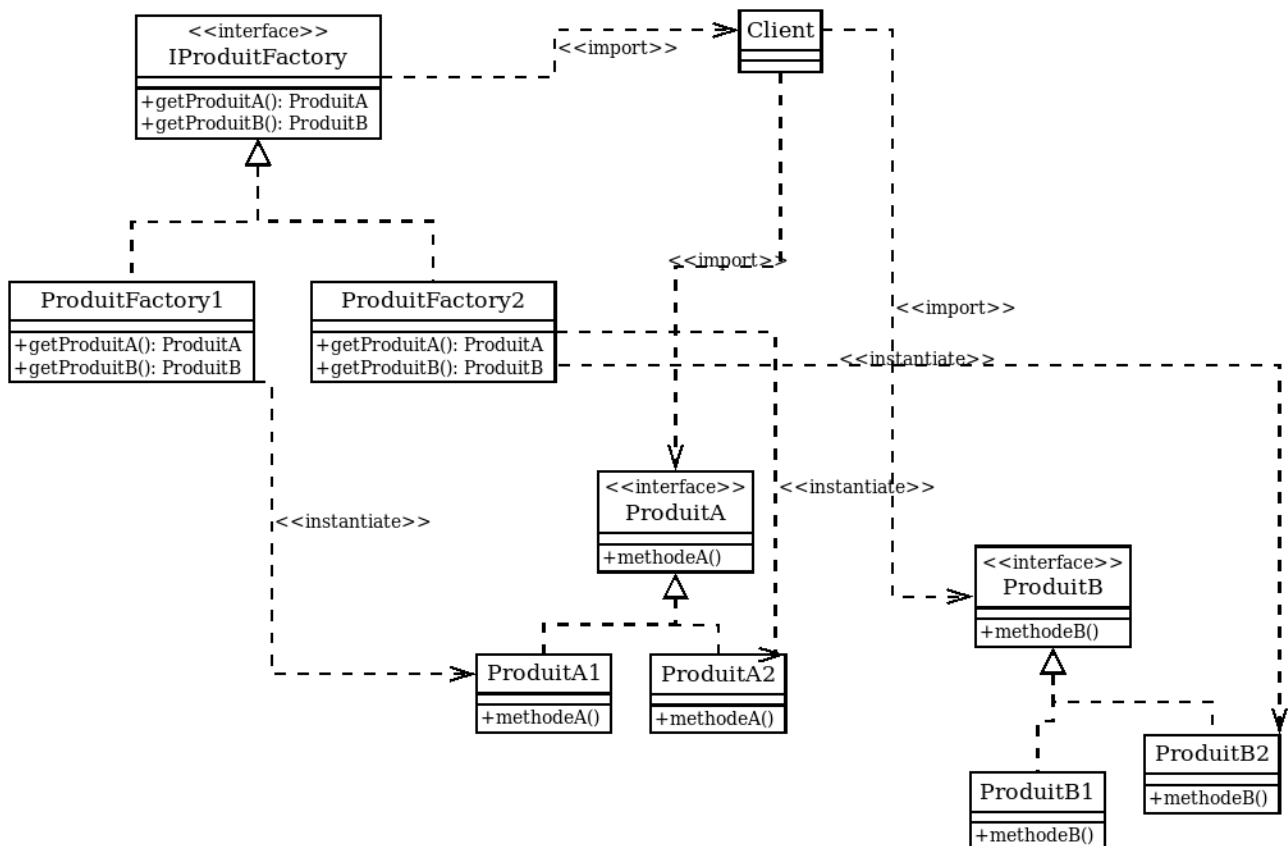 <<interface>>
IProduitFactory
+getProduitA(): ProduitA
+getProduitB(): ProduitB
<<import>>
Client
<<import>>
<<import>>
ProduitFactory1
+getProduitA(): ProduitA
+getProduitB(): ProduitB
ProduitFactory2
+getProduitA(): ProduitA
+getProduitB(): ProduitB
<<instantiate>>
<<instantiate>>
<<instantiate>>
<<interface>>
ProduitA
+methodeA()
<<interface>>
ProduitB
+methodeB()
ProduitA1
+methodeA()
ProduitA2
+methodeA()
ProduitB2
+methodeB()
ProduitB1
+methodeB()